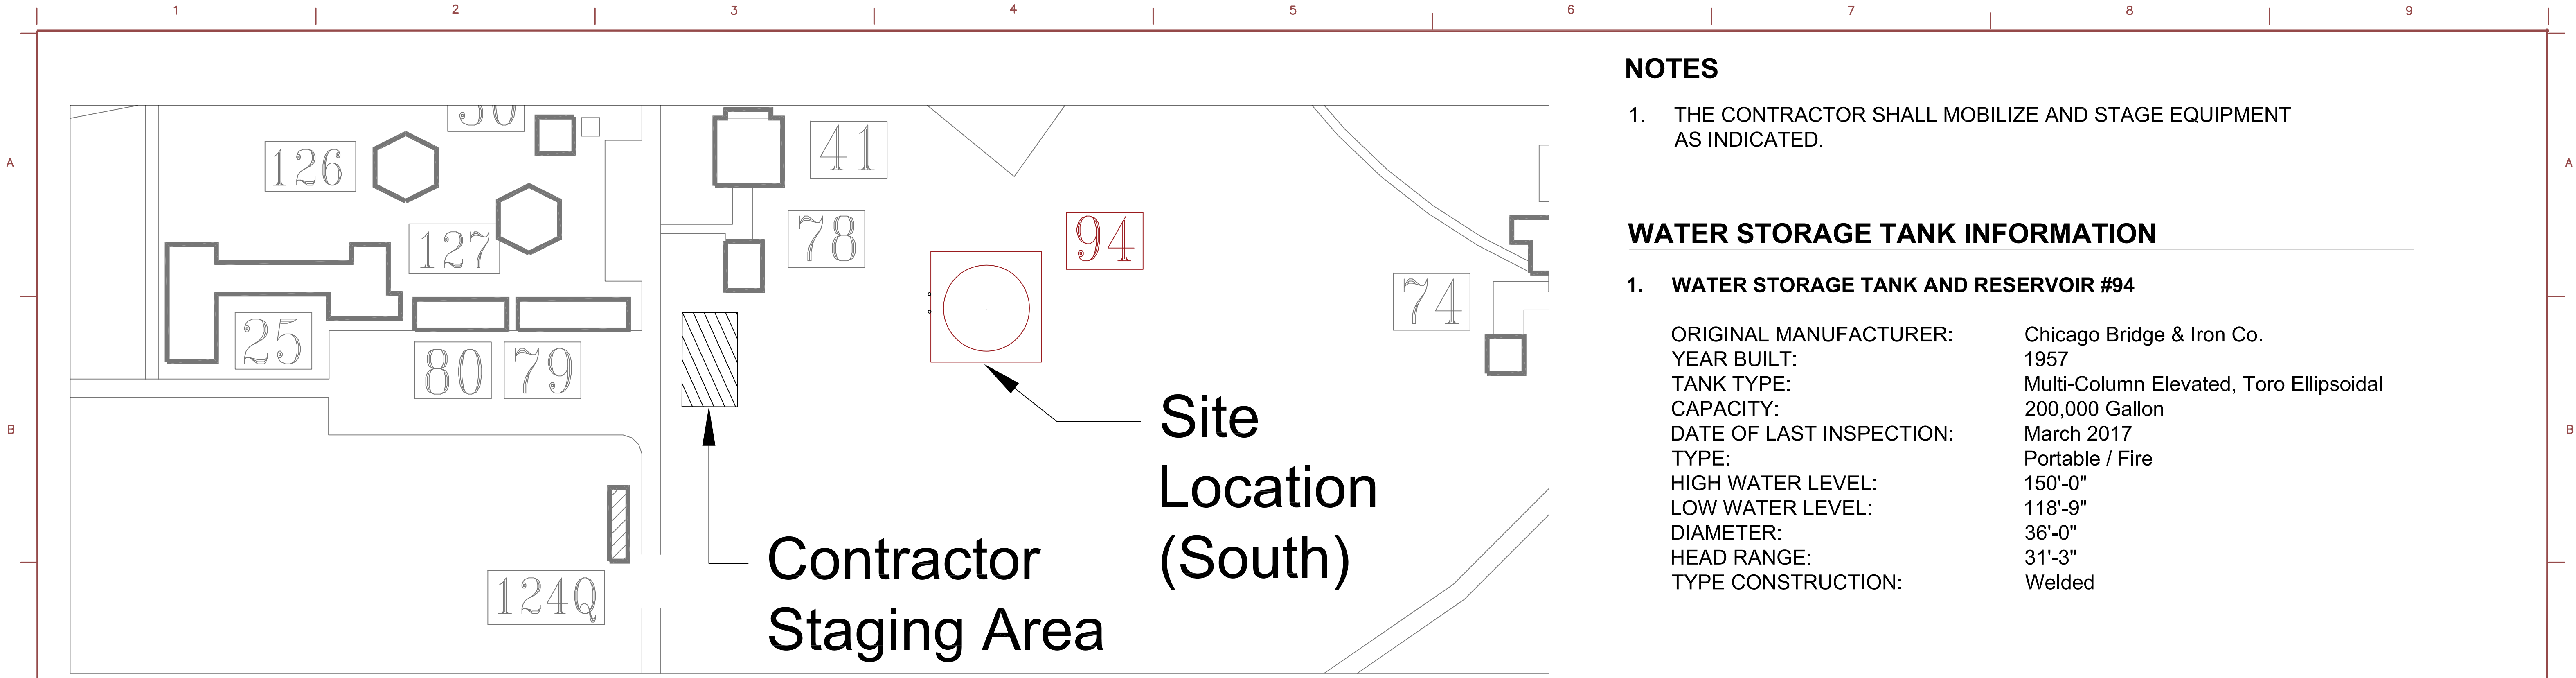 1 2 3 4 5 6 7 8 9
A A
B B
126
127
25
80
79
124Q
41
78
94
74
Site
Location
(South)
Contractor
Staging Area
NOTES
1. THE CONTRACTOR SHALL MOBILIZE AND STAGE EQUIPMENT
AS INDICATED.
WATER STORAGE TANK INFORMATION
1. WATER STORAGE TANK AND RESERVOIR #94
ORIGINAL MANUFACTURER: Chicago Bridge & Iron Co.
YEAR BUILT: 1957
TANK TYPE: Multi-Column Elevated, Toro Ellipsoidal
CAPACITY: 200,000 Gallon
DATE OF LAST INSPECTION: March 2017
TYPE: Portable / Fire
HIGH WATER LEVEL: 150'-0"
LOW WATER LEVEL: 118'-9"
DIAMETER: 36'-0"
HEAD RANGE: 31'-3"
TYPE CONSTRUCTION: Welded